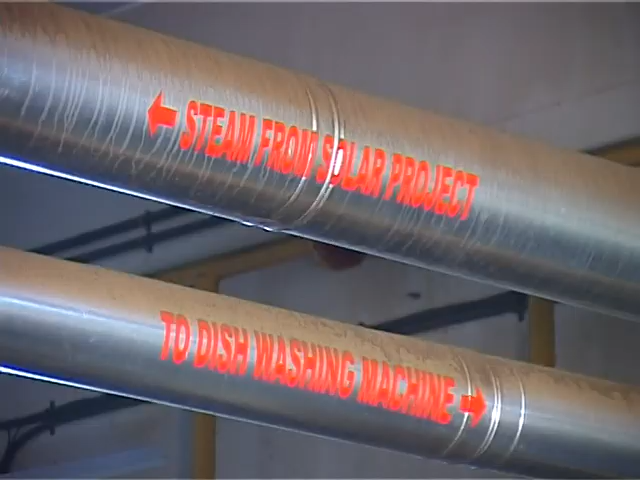 ← STEAM FROM SOLAR PROJECT
TO DISH WASHING MACHINE →